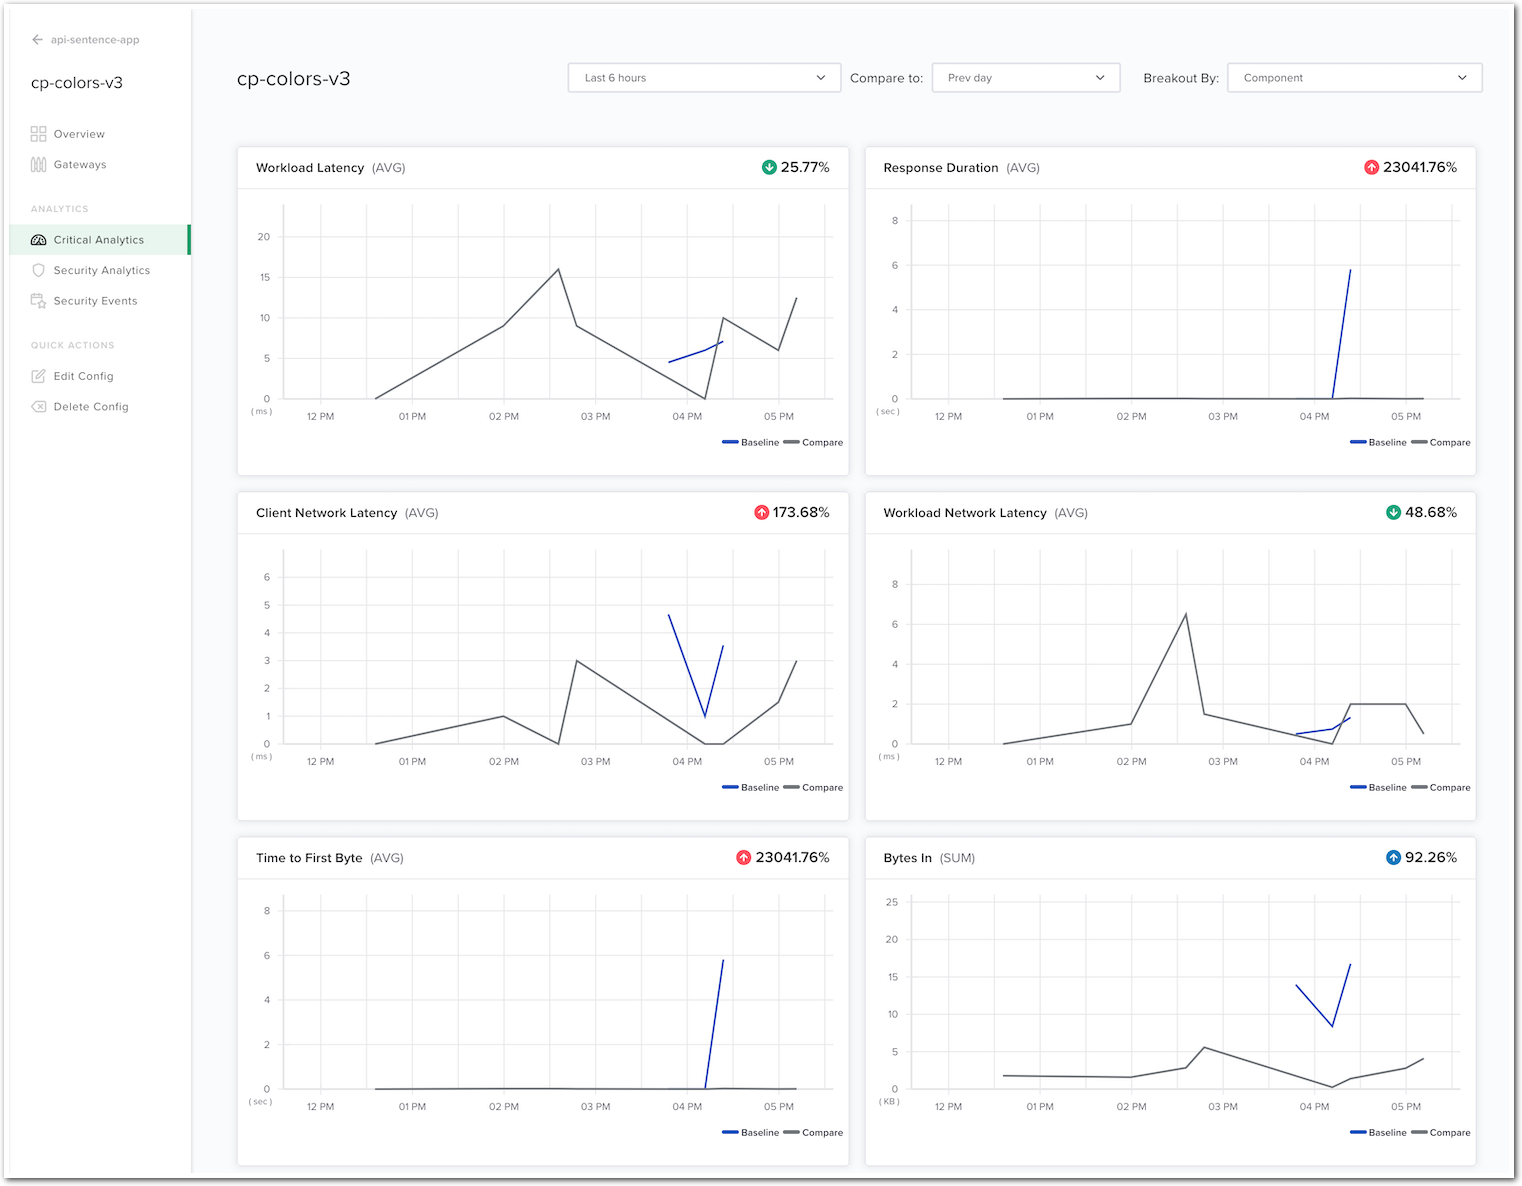 api-sentence-app
cp-colors-v3
Overview
Gateways
ANALYTICS
Critical Analytics
Security Analytics
Security Events
QUICK ACTIONS
Edit Config
Delete Config
cp-colors-v3
Last 6 hours
Compare to:
Prev day
Breakout By:
Component
Workload Latency (AVG)
25.77%
20
15
10
5
0
(ms)
12 PM 01 PM 02 PM 03 PM 04 PM 05 PM
Baseline Compare
Response Duration (AVG)
23041.76%
8
6
4
2
0
(sec)
12 PM 01 PM 02 PM 03 PM 04 PM 05 PM
Baseline Compare
Client Network Latency (AVG)
173.68%
6
5
4
3
2
1
0
(ms)
12 PM 01 PM 02 PM 03 PM 04 PM 05 PM
Baseline Compare
Workload Network Latency (AVG)
48.68%
8
6
4
2
0
(ms)
12 PM 01 PM 02 PM 03 PM 04 PM 05 PM
Baseline Compare
Time to First Byte (AVG)
23041.76%
8
6
4
2
0
(sec)
12 PM 01 PM 02 PM 03 PM 04 PM 05 PM
Baseline Compare
Bytes In (SUM)
92.26%
25
20
15
10
5
0
(KB)
12 PM 01 PM 02 PM 03 PM 04 PM 05 PM
Baseline Compare